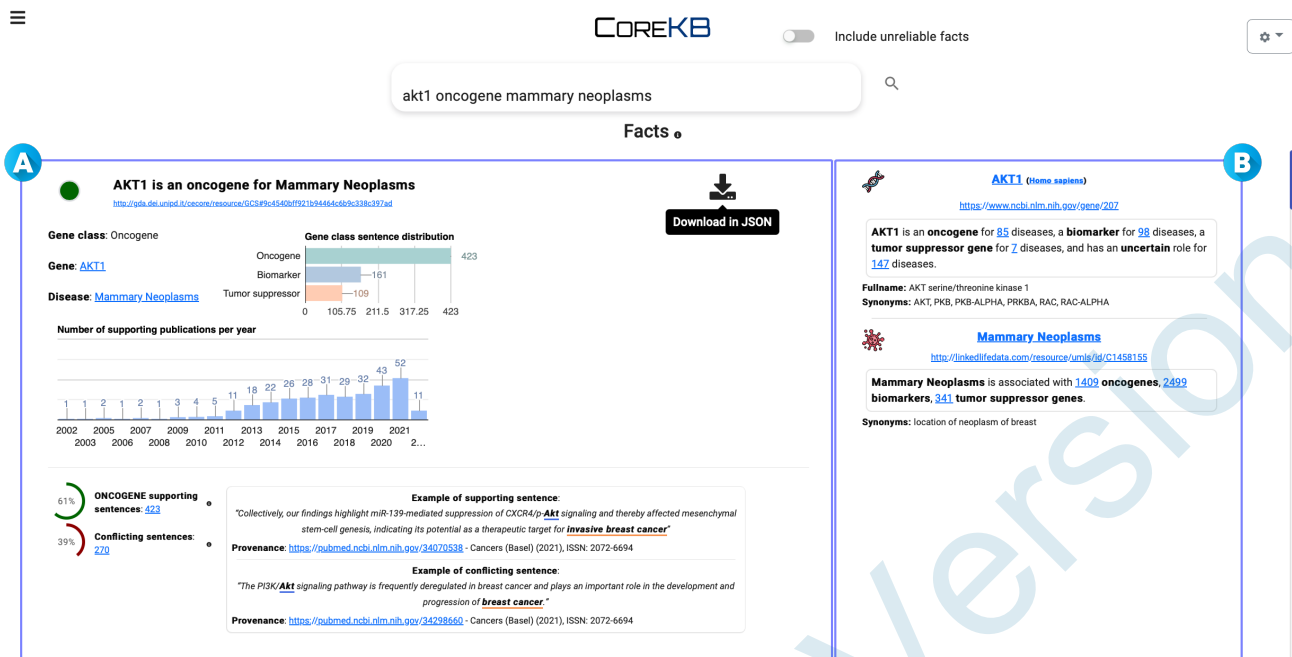 ☰
COREKB
Include unreliable facts
akt1 oncogene mammary neoplasms
Facts
A
AKT1 is an oncogene for Mammary Neoplasms
http://gda.dei.unipd.it/cecore/resource/GCS#9c4540bff921b94464c6b9c338c397ad
Download in JSON
Gene class: Oncogene
Gene: AKT1
Disease: Mammary Neoplasms
Gene class sentence distribution
Oncogene 423
Biomarker 161
Tumor suppressor 109
0 105.75 211.5 317.25 423
Number of supporting publications per year
1 1 2 1 2 1 3 4 5 11 18 22 26 28 31 29 32 43 52 11
2002 2005 2007 2009 2011 2013 2015 2017 2019 2021
2003 2006 2008 2010 2012 2014 2016 2018 2020 2...
61% ONCOGENE supporting
sentences: 423
39% Conflicting sentences:
270
Example of supporting sentence:
"Collectively, our findings highlight miR-139-mediated suppression of CXCR4/p-Akt signaling and thereby affected mesenchymal
stem-cell genesis, indicating its potential as a therapeutic target for invasive breast cancer"
Provenance: https://pubmed.ncbi.nlm.nih.gov/34070538 - Cancers (Basel) (2021), ISSN: 2072-6694
Example of conflicting sentence:
"The PI3K/Akt signaling pathway is frequently deregulated in breast cancer and plays an important role in the development and
progression of breast cancer."
Provenance: https://pubmed.ncbi.nlm.nih.gov/34298660 - Cancers (Basel) (2021), ISSN: 2072-6694
B
AKT1 (Homo sapiens)
https://www.ncbi.nlm.nih.gov/gene/207
AKT1 is an oncogene for 85 diseases, a biomarker for 98 diseases, a
tumor suppressor gene for 7 diseases, and has an uncertain role for
147 diseases.
Fullname: AKT serine/threonine kinase 1
Synonyms: AKT, PKB, PKB-ALPHA, PRKBA, RAC, RAC-ALPHA
Mammary Neoplasms
http://linkedlifedata.com/resource/umls/id/C1458155
Mammary Neoplasms is associated with 1409 oncogenes, 2499
biomarkers, 341 tumor suppressor genes.
Synonyms: location of neoplasm of breast
Version